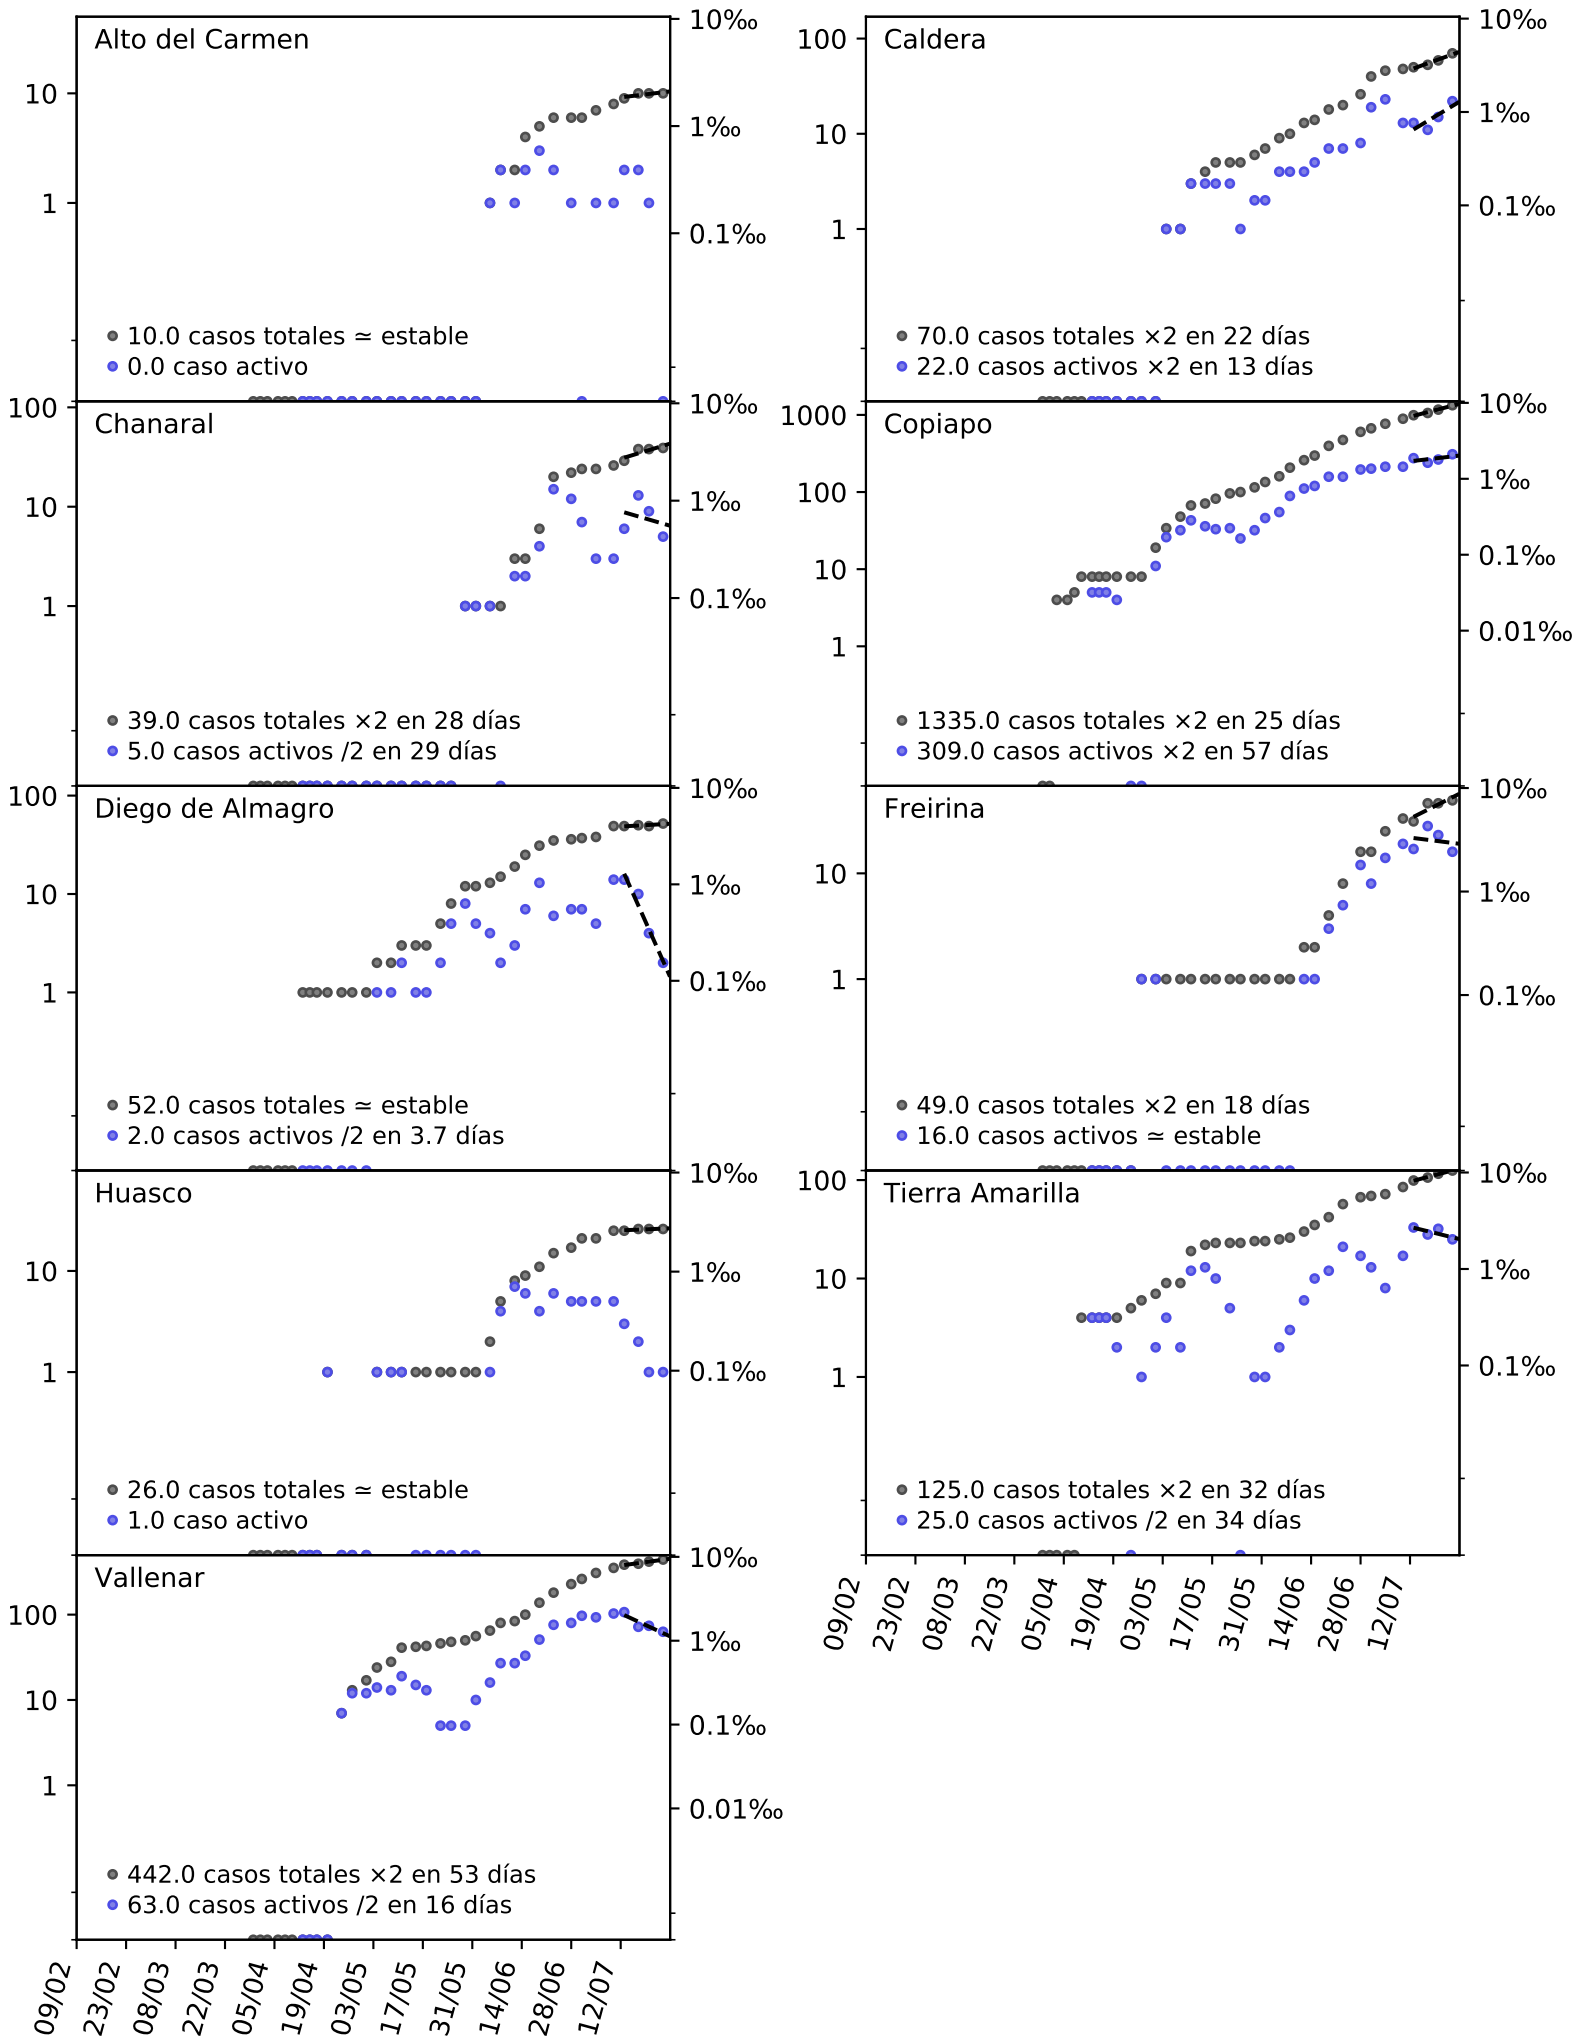 Alto del Carmen
10
1
10‰
1‰
0.1‰
10.0 casos totales ≃ estable
0.0 caso activo
Caldera
100
10
1
10‰
1‰
0.1‰
70.0 casos totales ×2 en 22 días
22.0 casos activos ×2 en 13 días
Chanaral
100
10
1
10‰
1‰
0.1‰
39.0 casos totales ×2 en 28 días
5.0 casos activos /2 en 29 días
Copiapo
1000
100
10
1
10‰
1‰
0.1‰
0.01‰
1335.0 casos totales ×2 en 25 días
309.0 casos activos ×2 en 57 días
Diego de Almagro
100
10
1
10‰
1‰
0.1‰
52.0 casos totales ≃ estable
2.0 casos activos /2 en 3.7 días
Freirina
10
1
10‰
1‰
0.1‰
49.0 casos totales ×2 en 18 días
16.0 casos activos ≃ estable
Huasco
10
1
10‰
1‰
0.1‰
26.0 casos totales ≃ estable
1.0 caso activo
Tierra Amarilla
100
10
1
10‰
1‰
0.1‰
125.0 casos totales ×2 en 32 días
25.0 casos activos /2 en 34 días
09/02
23/02
08/03
22/03
05/04
19/04
03/05
17/05
31/05
14/06
28/06
12/07
Vallenar
100
10
1
10‰
1‰
0.1‰
0.01‰
442.0 casos totales ×2 en 53 días
63.0 casos activos /2 en 16 días
09/02
23/02
08/03
22/03
05/04
19/04
03/05
17/05
31/05
14/06
28/06
12/07